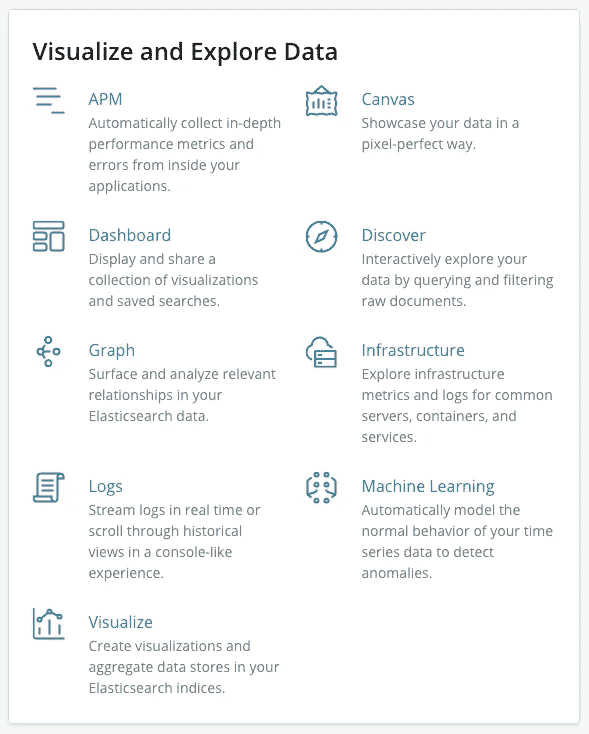 Visualize and Explore Data
APM
Automatically collect in-depth
performance metrics and
errors from inside your
applications.
Canvas
Showcase your data in a
pixel-perfect way.
Dashboard
Display and share a
collection of visualizations
and saved searches.
Discover
Interactively explore your
data by querying and filtering
raw documents.
Graph
Surface and analyze relevant
relationships in your
Elasticsearch data.
Infrastructure
Explore infrastructure
metrics and logs for common
servers, containers, and
services.
Logs
Stream logs in real time or
scroll through historical
views in a console-like
experience.
Machine Learning
Automatically model the
normal behavior of your time
series data to detect
anomalies.
Visualize
Create visualizations and
aggregate data stores in your
Elasticsearch indices.